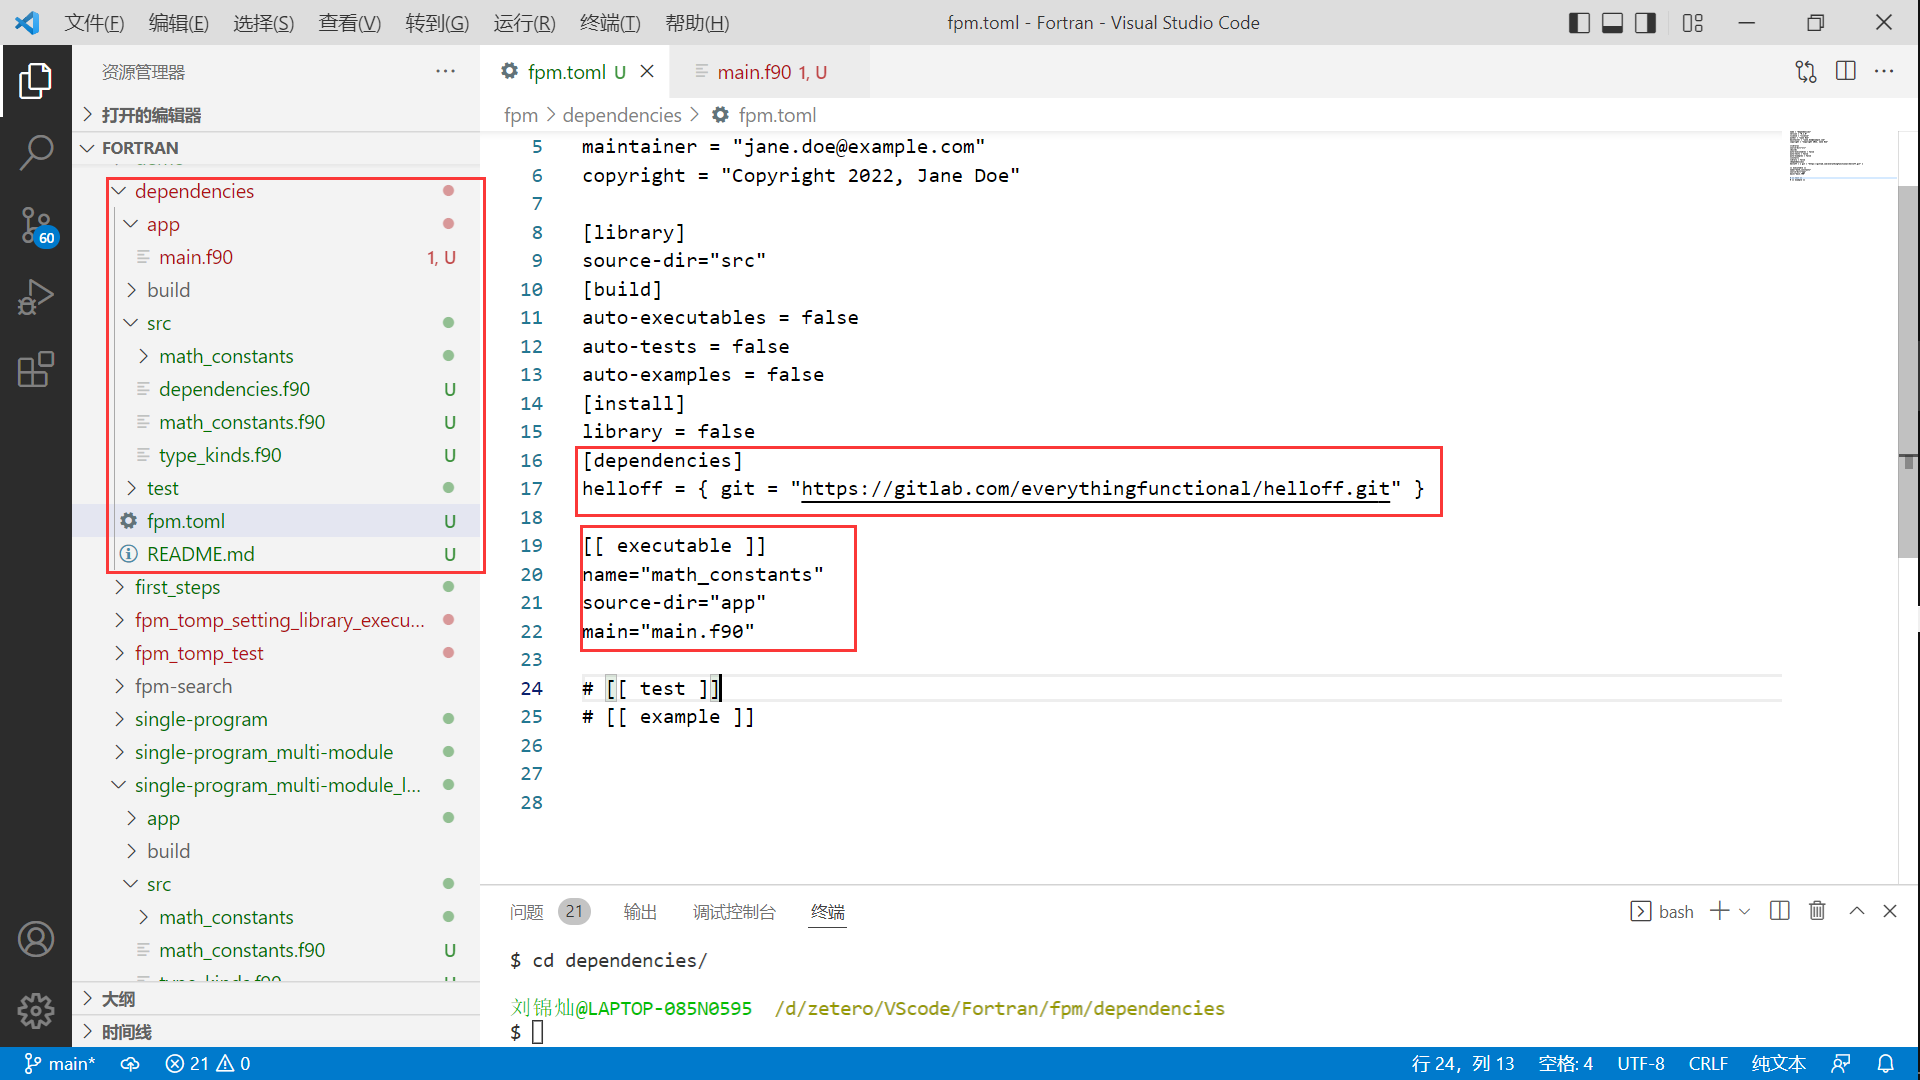 文件(F) 编辑(E) 选择(S) 查看(V) 转到(G) 运行(R) 终端(T) 帮助(H)
fpm.toml - Fortran - Visual Studio Code
资源管理器
打开的编辑器
FORTRAN
dependencies
app
main.f90 1, U
build
src
math_constants
dependencies.f90 U
math_constants.f90 U
type_kinds.f90 U
test
fpm.toml U
README.md U
first_steps
fpm_tomp_setting_library_execu...
fpm_tomp_test
fpm-search
single-program
single-program_multi-module
single-program_multi-module_l...
app
build
src
math_constants
math_constants.f90 U
大纲
时间线
60
fpm.toml U
main.f90 1, U
fpm > dependencies > fpm.toml
5 maintainer = "jane.doe@example.com"
6 copyright = "Copyright 2022, Jane Doe"
7
8 [library]
9 source-dir="src"
10 [build]
11 auto-executables = false
12 auto-tests = false
13 auto-examples = false
14 [install]
15 library = false
16 [dependencies]
17 helloff = { git = "https://gitlab.com/everythingfunctional/helloff.git" }
18
19 [[ executable ]]
20 name="math_constants"
21 source-dir="app"
22 main="main.f90"
23
24 # [[ test ]]
25 # [[ example ]]
26
27
28
问题 21 输出 调试控制台 终端
bash
$ cd dependencies/
刘锦灿@LAPTOP-085N0595 /d/zetero/VScode/Fortran/fpm/dependencies
$
main* 21 0
行 24，列 13 空格: 4 UTF-8 CRLF 纯文本